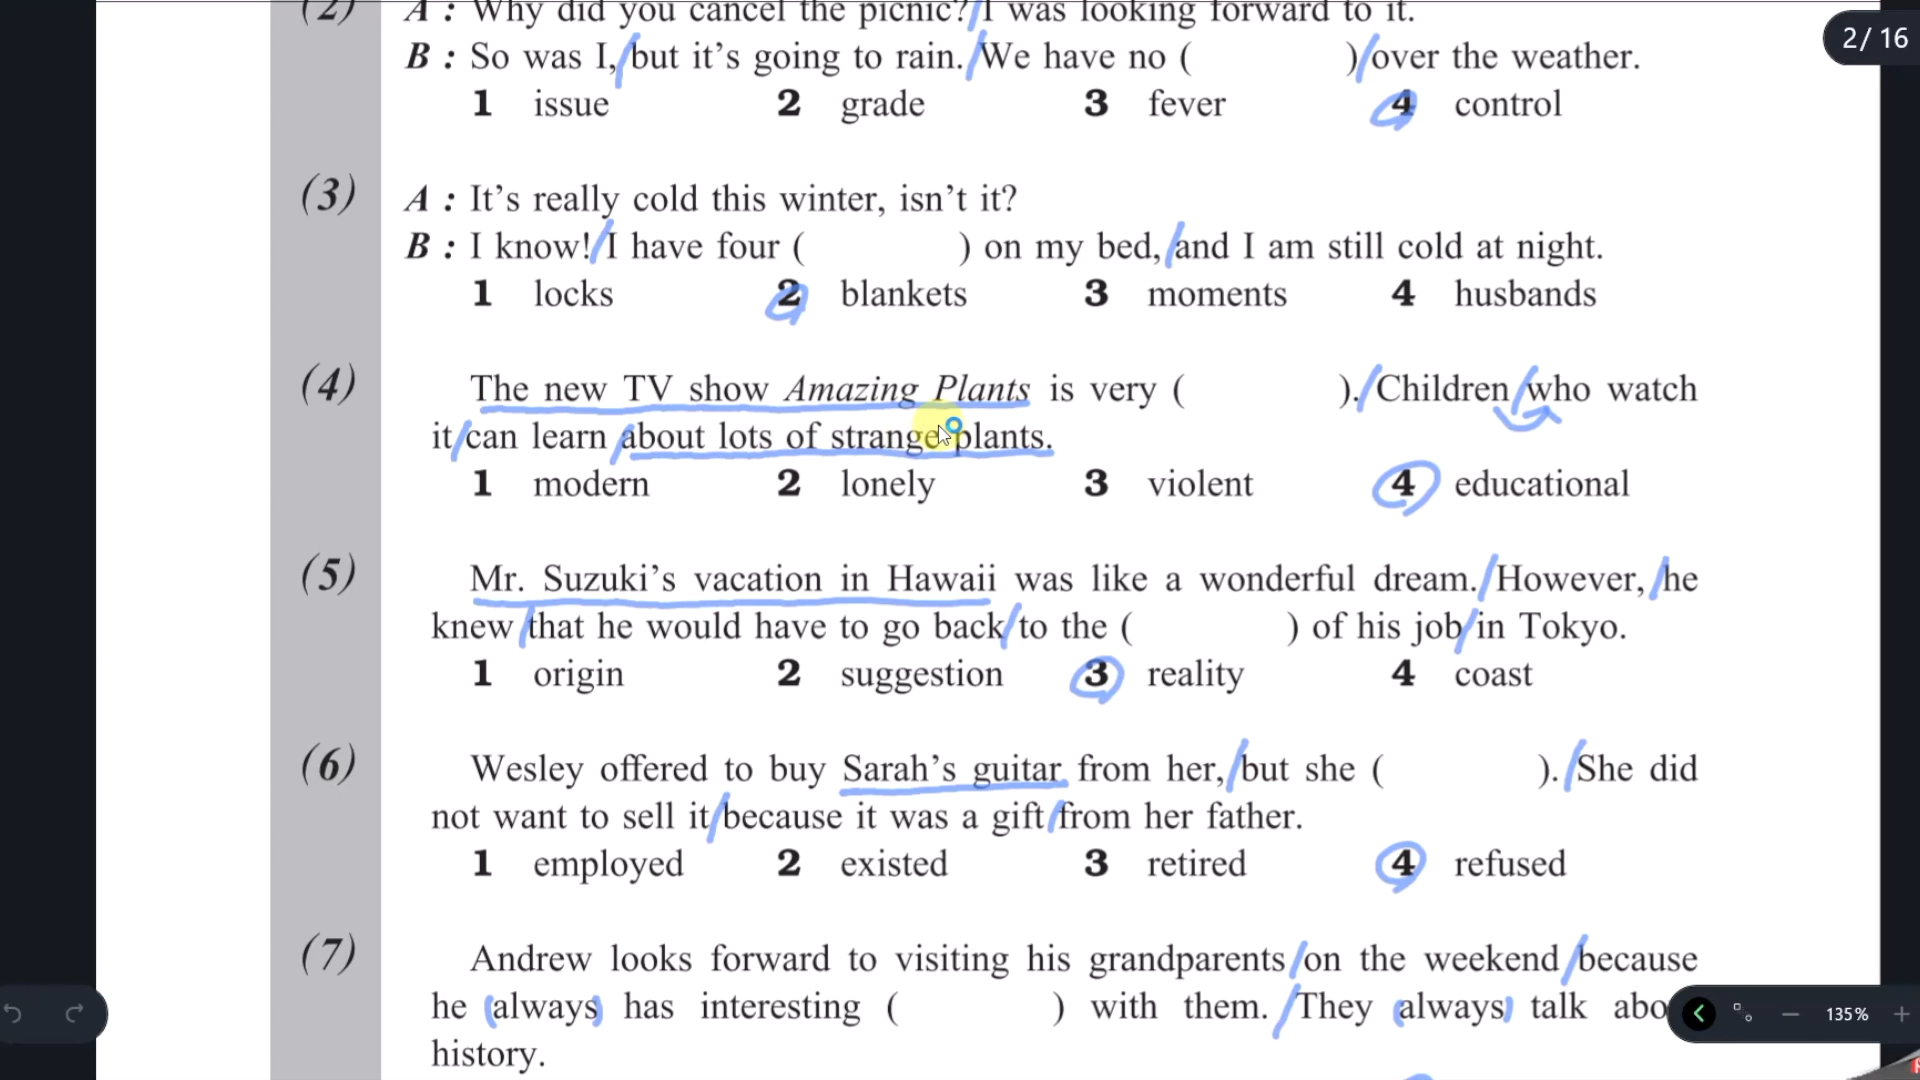 (2) A : Why did you cancel the picnic? I was looking forward to it.
B : So was I, but it's going to rain. We have no ( ) over the weather.
1 issue 2 grade 3 fever 4 control
(3) A : It's really cold this winter, isn't it?
B : I know! I have four ( ) on my bed, and I am still cold at night.
1 locks 2 blankets 3 moments 4 husbands
(4) The new TV show Amazing Plants is very ( ). Children who watch
it can learn about lots of strange plants.
1 modern 2 lonely 3 violent 4 educational
(5) Mr. Suzuki's vacation in Hawaii was like a wonderful dream. However, he
knew that he would have to go back to the ( ) of his job in Tokyo.
1 origin 2 suggestion 3 reality 4 coast
(6) Wesley offered to buy Sarah's guitar from her, but she ( ). She did
not want to sell it because it was a gift from her father.
1 employed 2 existed 3 retired 4 refused
(7) Andrew looks forward to visiting his grandparents on the weekend because
he always has interesting ( ) with them. They always talk abo
history.
2 / 16
135%